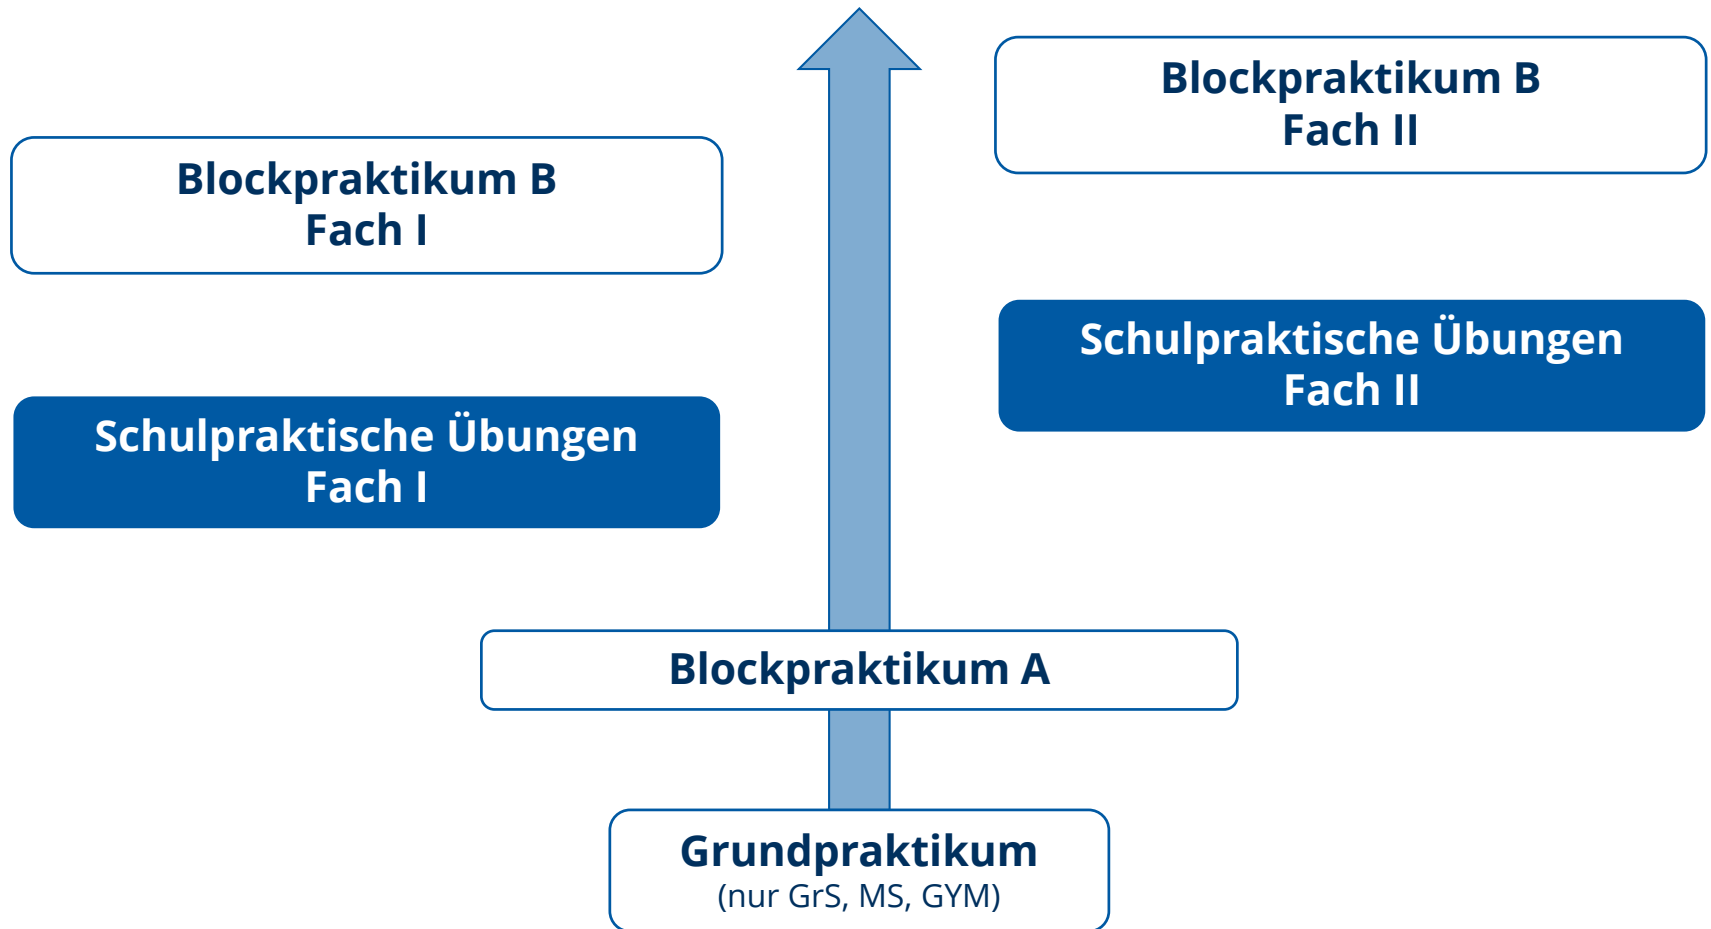 Blockpraktikum B
Fach II
Blockpraktikum B
Fach I
Schulpraktische Übungen
Fach II
Schulpraktische Übungen
Fach I
Blockpraktikum A
Grundpraktikum
(nur GrS, MS, GYM)